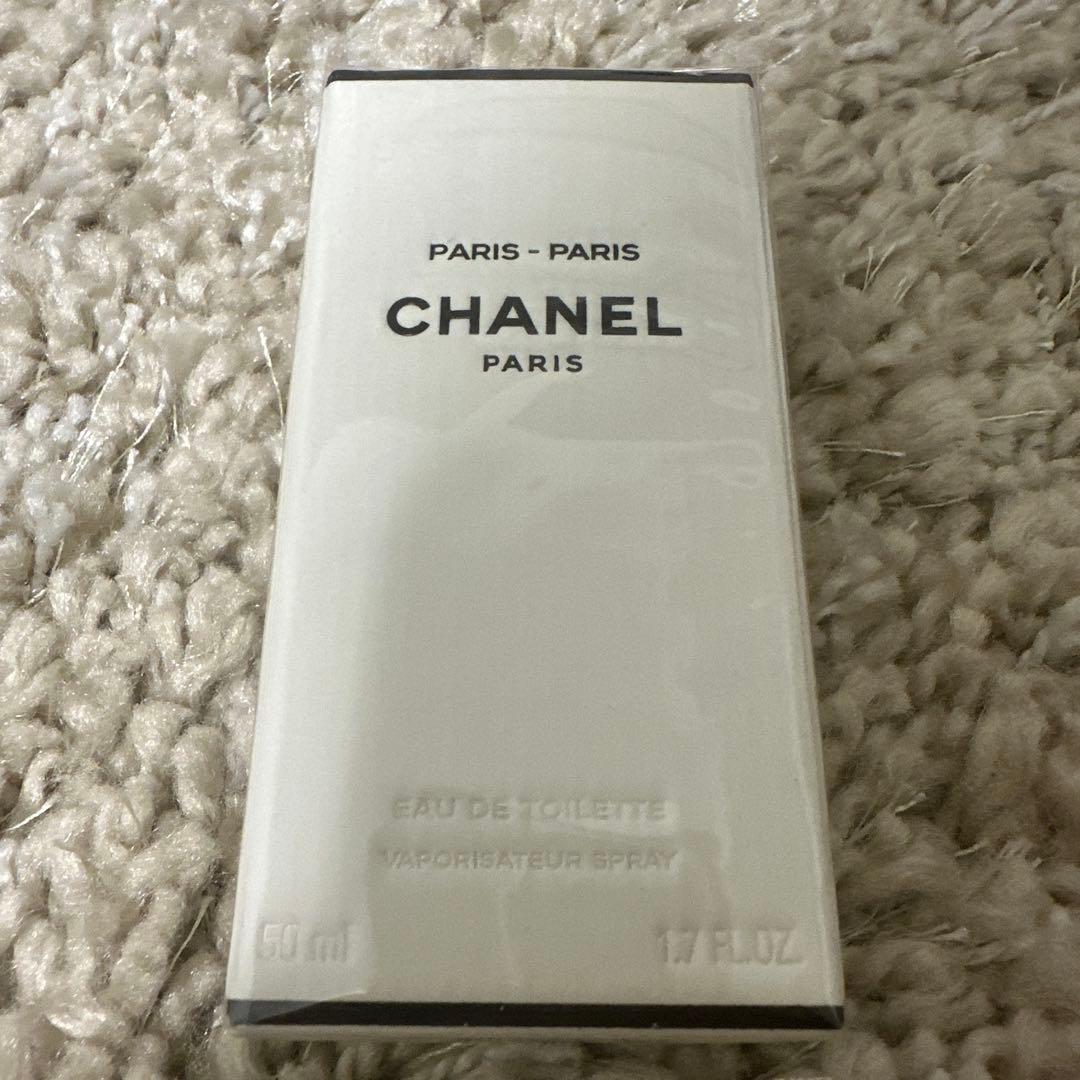 PARIS - PARIS
CHANEL
PARIS
EAU DE TOILETTE
VAPORISATEUR SPRAY
50 ml
1.7 FL.OZ.